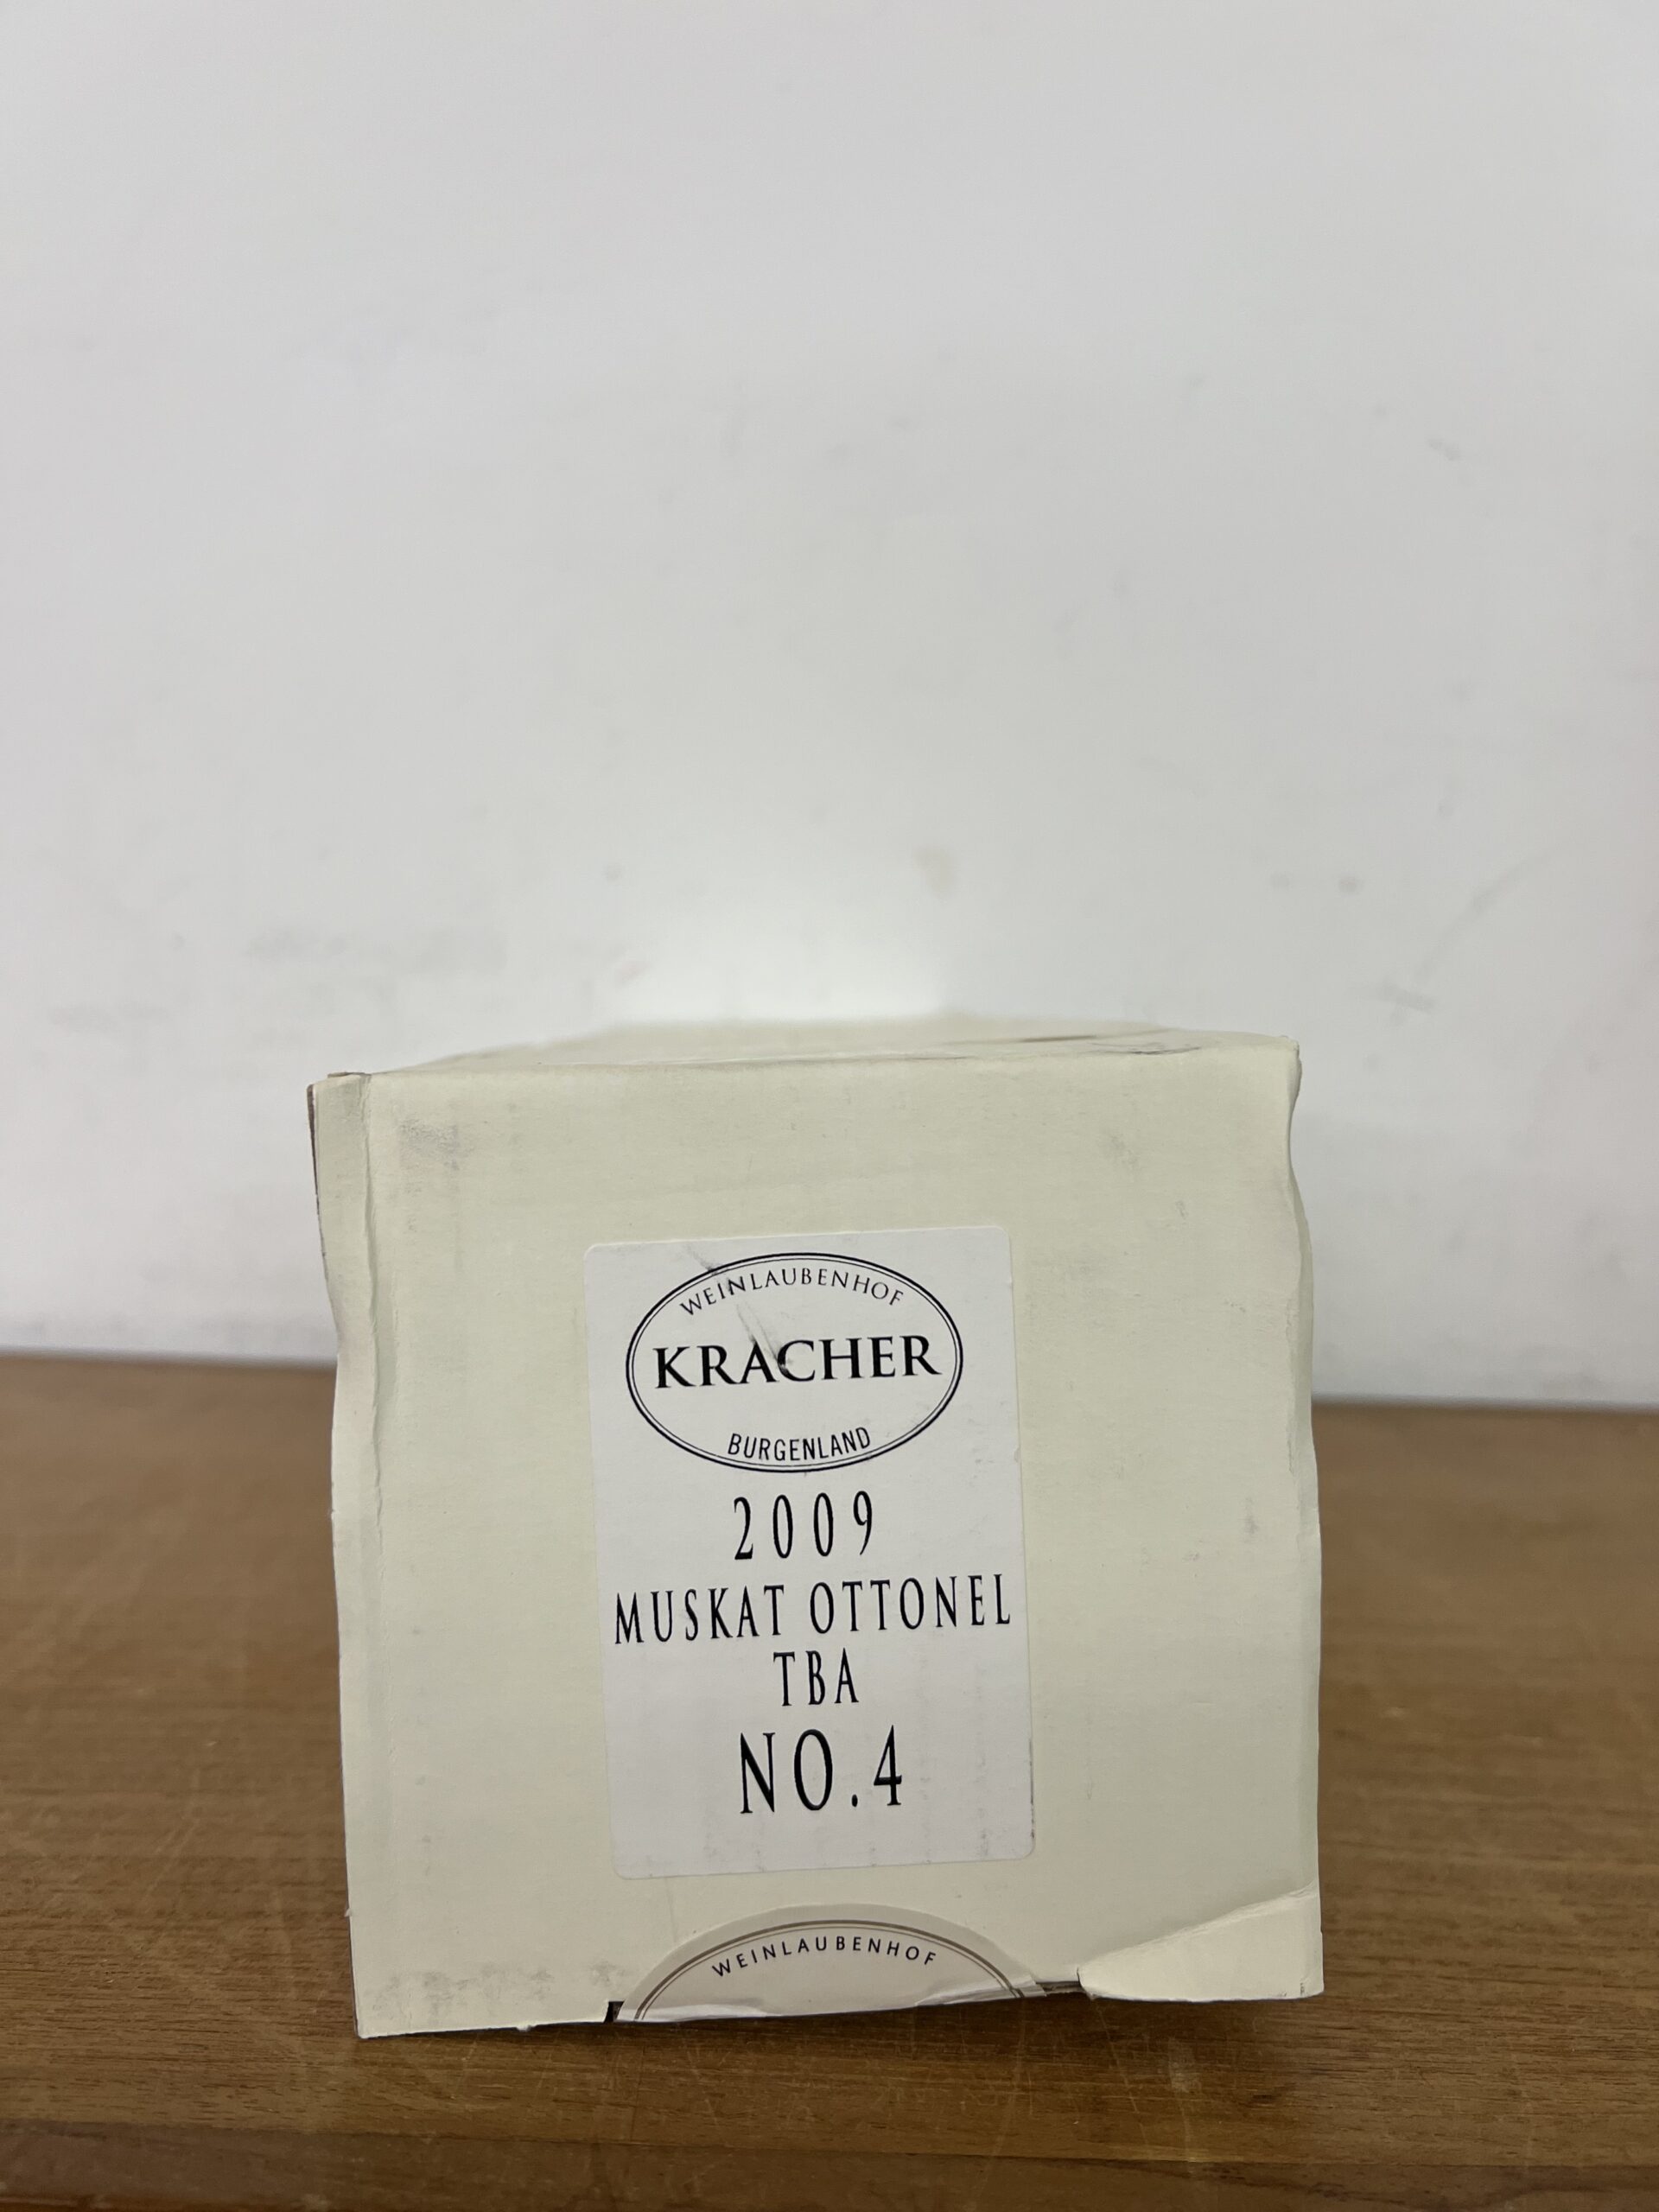 WEINLAUBENHOF
KRACHER
BURGENLAND
2009
MUSKAT OTTONEL
TBA
NO.4
WEINLAUBENHOF